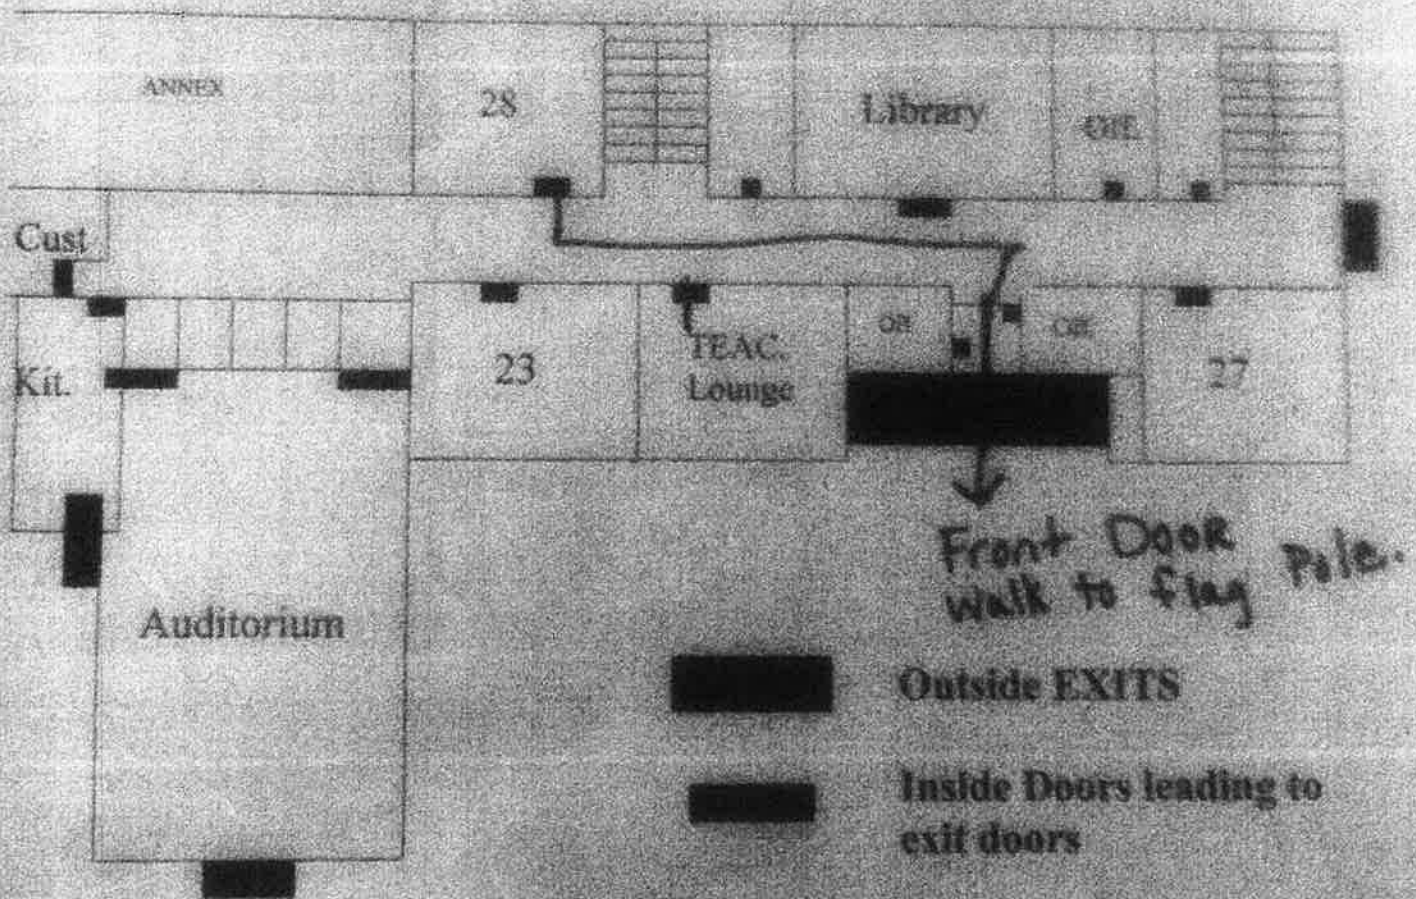 ANNEX
28
Library
Off.
Cust
Kit.
23
TEAC.
Lounge
Off.
27
Front Door
walk to flag pole.
Auditorium
Outside EXITS
Inside Doors leading to
exit doors